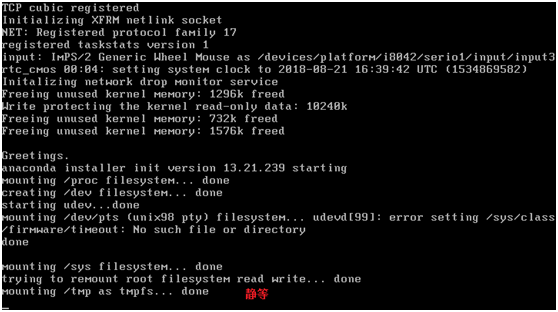 TCP cubic registered
Initializing XFRM netlink socket
NET: Registered protocol family 17
registered taskstats version 1
input: ImPS/2 Generic Wheel Mouse as /devices/platform/i8042/serio1/input/input3
rtc_cmos 00:04: setting system clock to 2018-08-21 16:39:42 UTC (1534869582)
Initalizing network drop monitor service
Freeing unused kernel memory: 1296k freed
Write protecting the kernel read-only data: 10240k
Freeing unused kernel memory: 732k freed
Freeing unused kernel memory: 1576k freed
Greetings.
anaconda installer init version 13.21.239 starting
mounting /proc filesystem... done
creating /dev filesystem... done
starting udev...done
mounting /dev/pts (unix98 pty) filesystem... udevd[99]: error setting /sys/class
/firmware/timeout: No such file or directory
done
mounting /sys filesystem... done
trying to remount root filesystem read write... done
mounting /tmp as tmpfs... done 静等